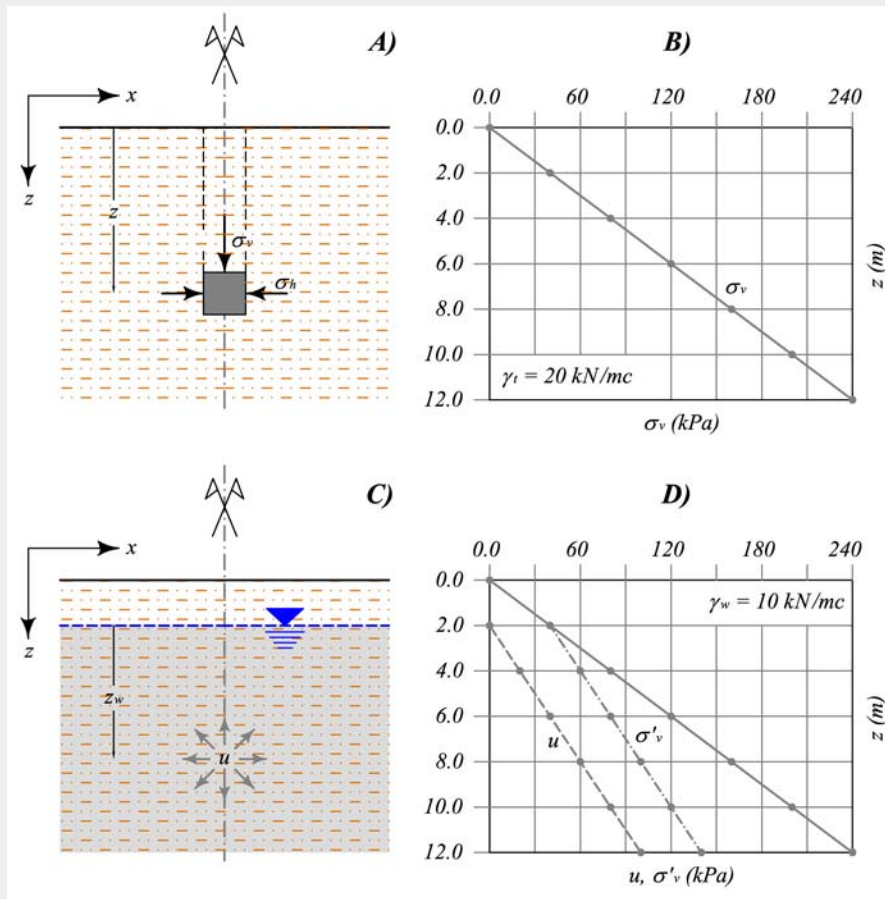 A)
x
z
z
σv
σh
B)
0.0 60 120 180 240
0.0
2.0
4.0
6.0
8.0
10.0
12.0
z (m)
σv
γt = 20 kN/mc
σv (kPa)
C)
x
z
zw
u
D)
0.0 60 120 180 240
0.0
2.0
4.0
6.0
8.0
10.0
12.0
z (m)
γw = 10 kN/mc
u
σ'v
u, σ'v (kPa)